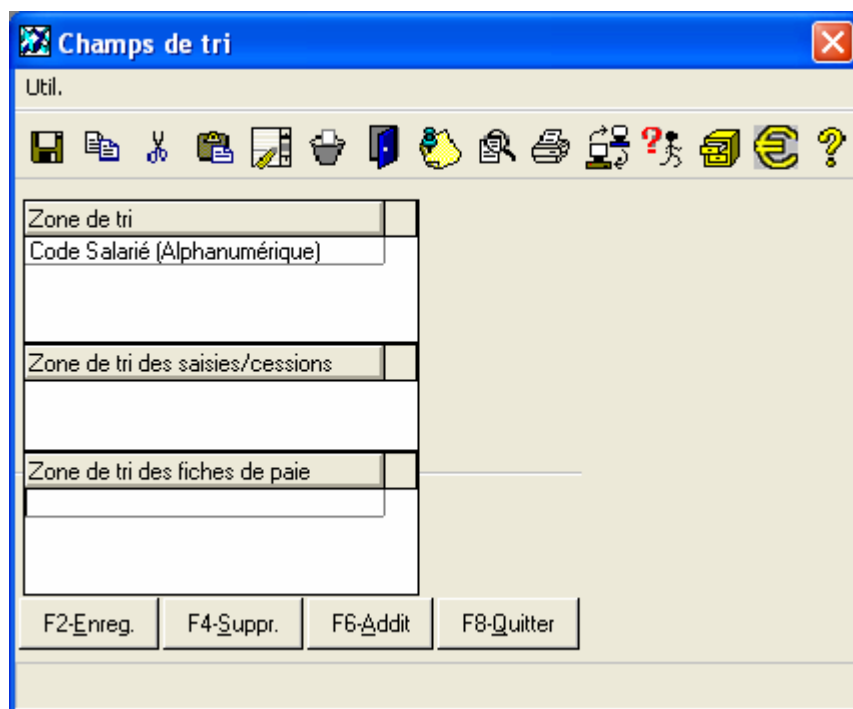 Champs de tri
Util.
Zone de tri
Code Salarié (Alphanumérique)
Zone de tri des saisies/cessions
Zone de tri des fiches de paie
F2-Enreg. F4-Suppr. F6-Addit F8-Quitter